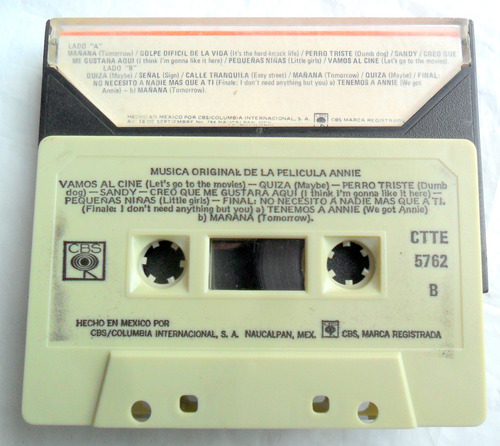 LADO "A"
MAÑANA (Tomorrow) / GOLPE DIFICIL DE LA VIDA (It's the hard-knock life) / PERRO TRISTE (Dumb dog) / SANDY / CREO QUE
ME GUSTARA AQUI (I think I'm gonna like it here) / PEQUEÑAS NIÑAS (Little girls) / VAMOS AL CINE (Let's go to the movies)
LADO "B"
QUIZA (Maybe) / SEÑAL (Sign) / CALLE TRANQUILA (Easy street) / MAÑANA (Tomorrow) / QUIZA (Maybe) / FINAL:
NO NECESITO A NADIE MAS QUE A TI (Finale: I don't need anything but you) a) TENEMOS A ANNIE (We got
Annie) — b) MAÑANA (Tomorrow).
HECHO EN MEXICO POR CBS/COLUMBIA INTERNACIONAL, S. A.
CBS MARCA REGISTRADA
AV. 16 DE SEPTIEMBRE No. 784 NAUCALPAN, MEX.
MUSICA ORIGINAL DE LA PELICULA ANNIE
VAMOS AL CINE (Let's go to the movies) — QUIZA (Maybe) — PERRO TRISTE (Dumb
dog) — SANDY — CREO QUE ME GUSTARA AQUI (I think I'm gonna like it here) —
PEQUEÑAS NIÑAS (Little girls) — FINAL: NO NECESITO A NADIE MAS QUE A TI.
(Finale: I don't need anything but you) a) TENEMOS A ANNIE (We got Annie)
b) MAÑANA (Tomorrow).
CBS
CTTE
5762
B
HECHO EN MEXICO POR
CBS/COLUMBIA INTERNACIONAL, S. A. NAUCALPAN, MEX. CBS, MARCA REGISTRADA